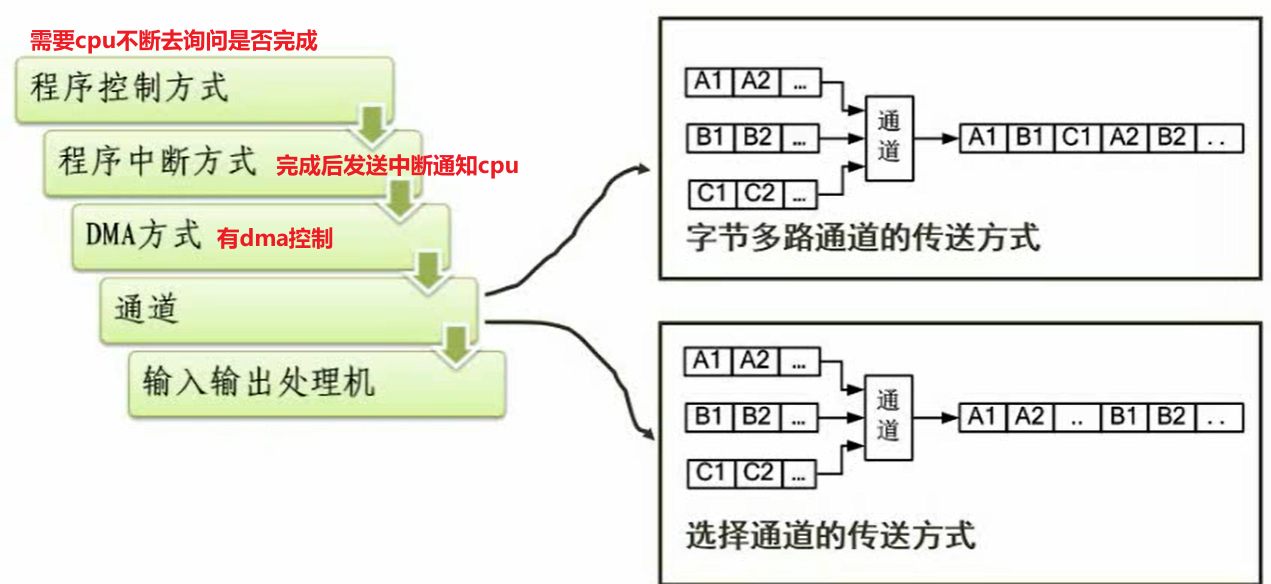 需要cpu不断去询问是否完成
程序控制方式
程序中断方式 完成后发送中断通知cpu
DMA方式 有dma控制
通道
输入输出处理机
A1 A2 ...
B1 B2 ...
C1 C2 ...
通道
A1 B1 C1 A2 B2 ..
字节多路通道的传送方式
A1 A2 ...
B1 B2 ...
C1 C2 ...
通道
A1 A2 .. B1 B2 ..
选择通道的传送方式